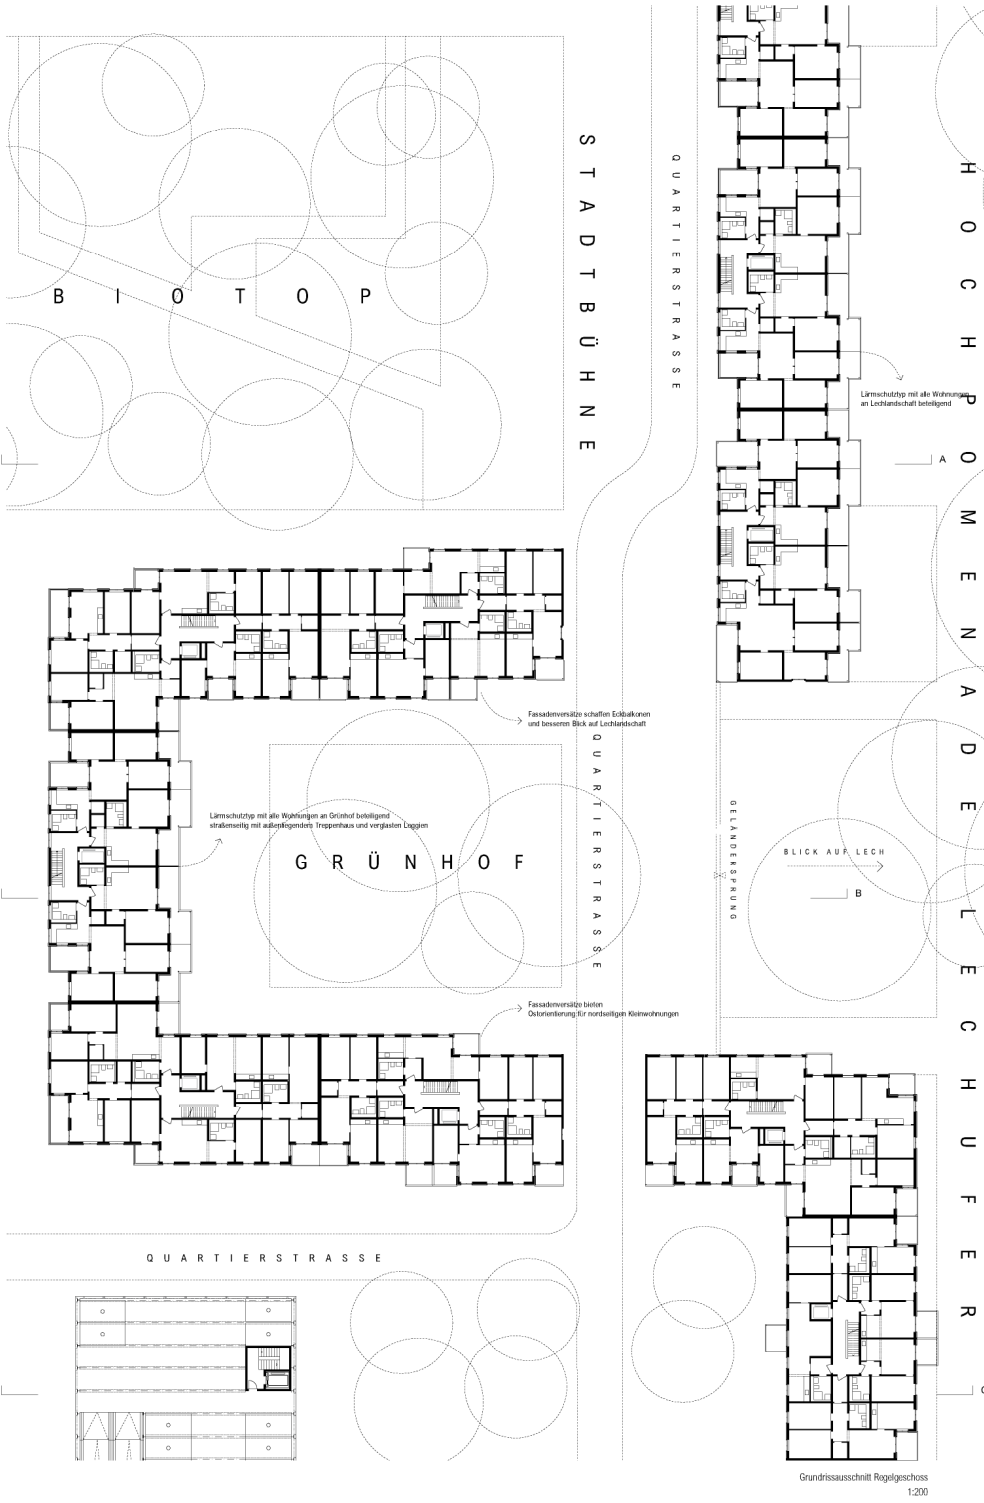 BIOTOP
STADTBÜHNE
QUARTIERSTRASSE
HOCHPOMENADE LECHUFER
Lärmschutztyp mit alle Wohnungen
an Lechlandschaft beteiligend
A
Fassadenversätze schaffen Eckbalkonen
und besseren Blick auf Lechlandschaft
QUARTIERSTRASSE
Lärmschutztyp mit alle Wohnungen an Grünhof beteiligend
straßenseitig mit außenliegendem Treppenhaus und verglasten Loggien
GRÜNHOF
GELÄNDERSPRUNG
BLICK AUF LECH
B
Fassadenversätze bieten
Ostorientierung für nordseitigen Kleinwohnungen
QUARTIERSTRASSE
C
Grundrissausschnitt Regelgeschoss
1:200